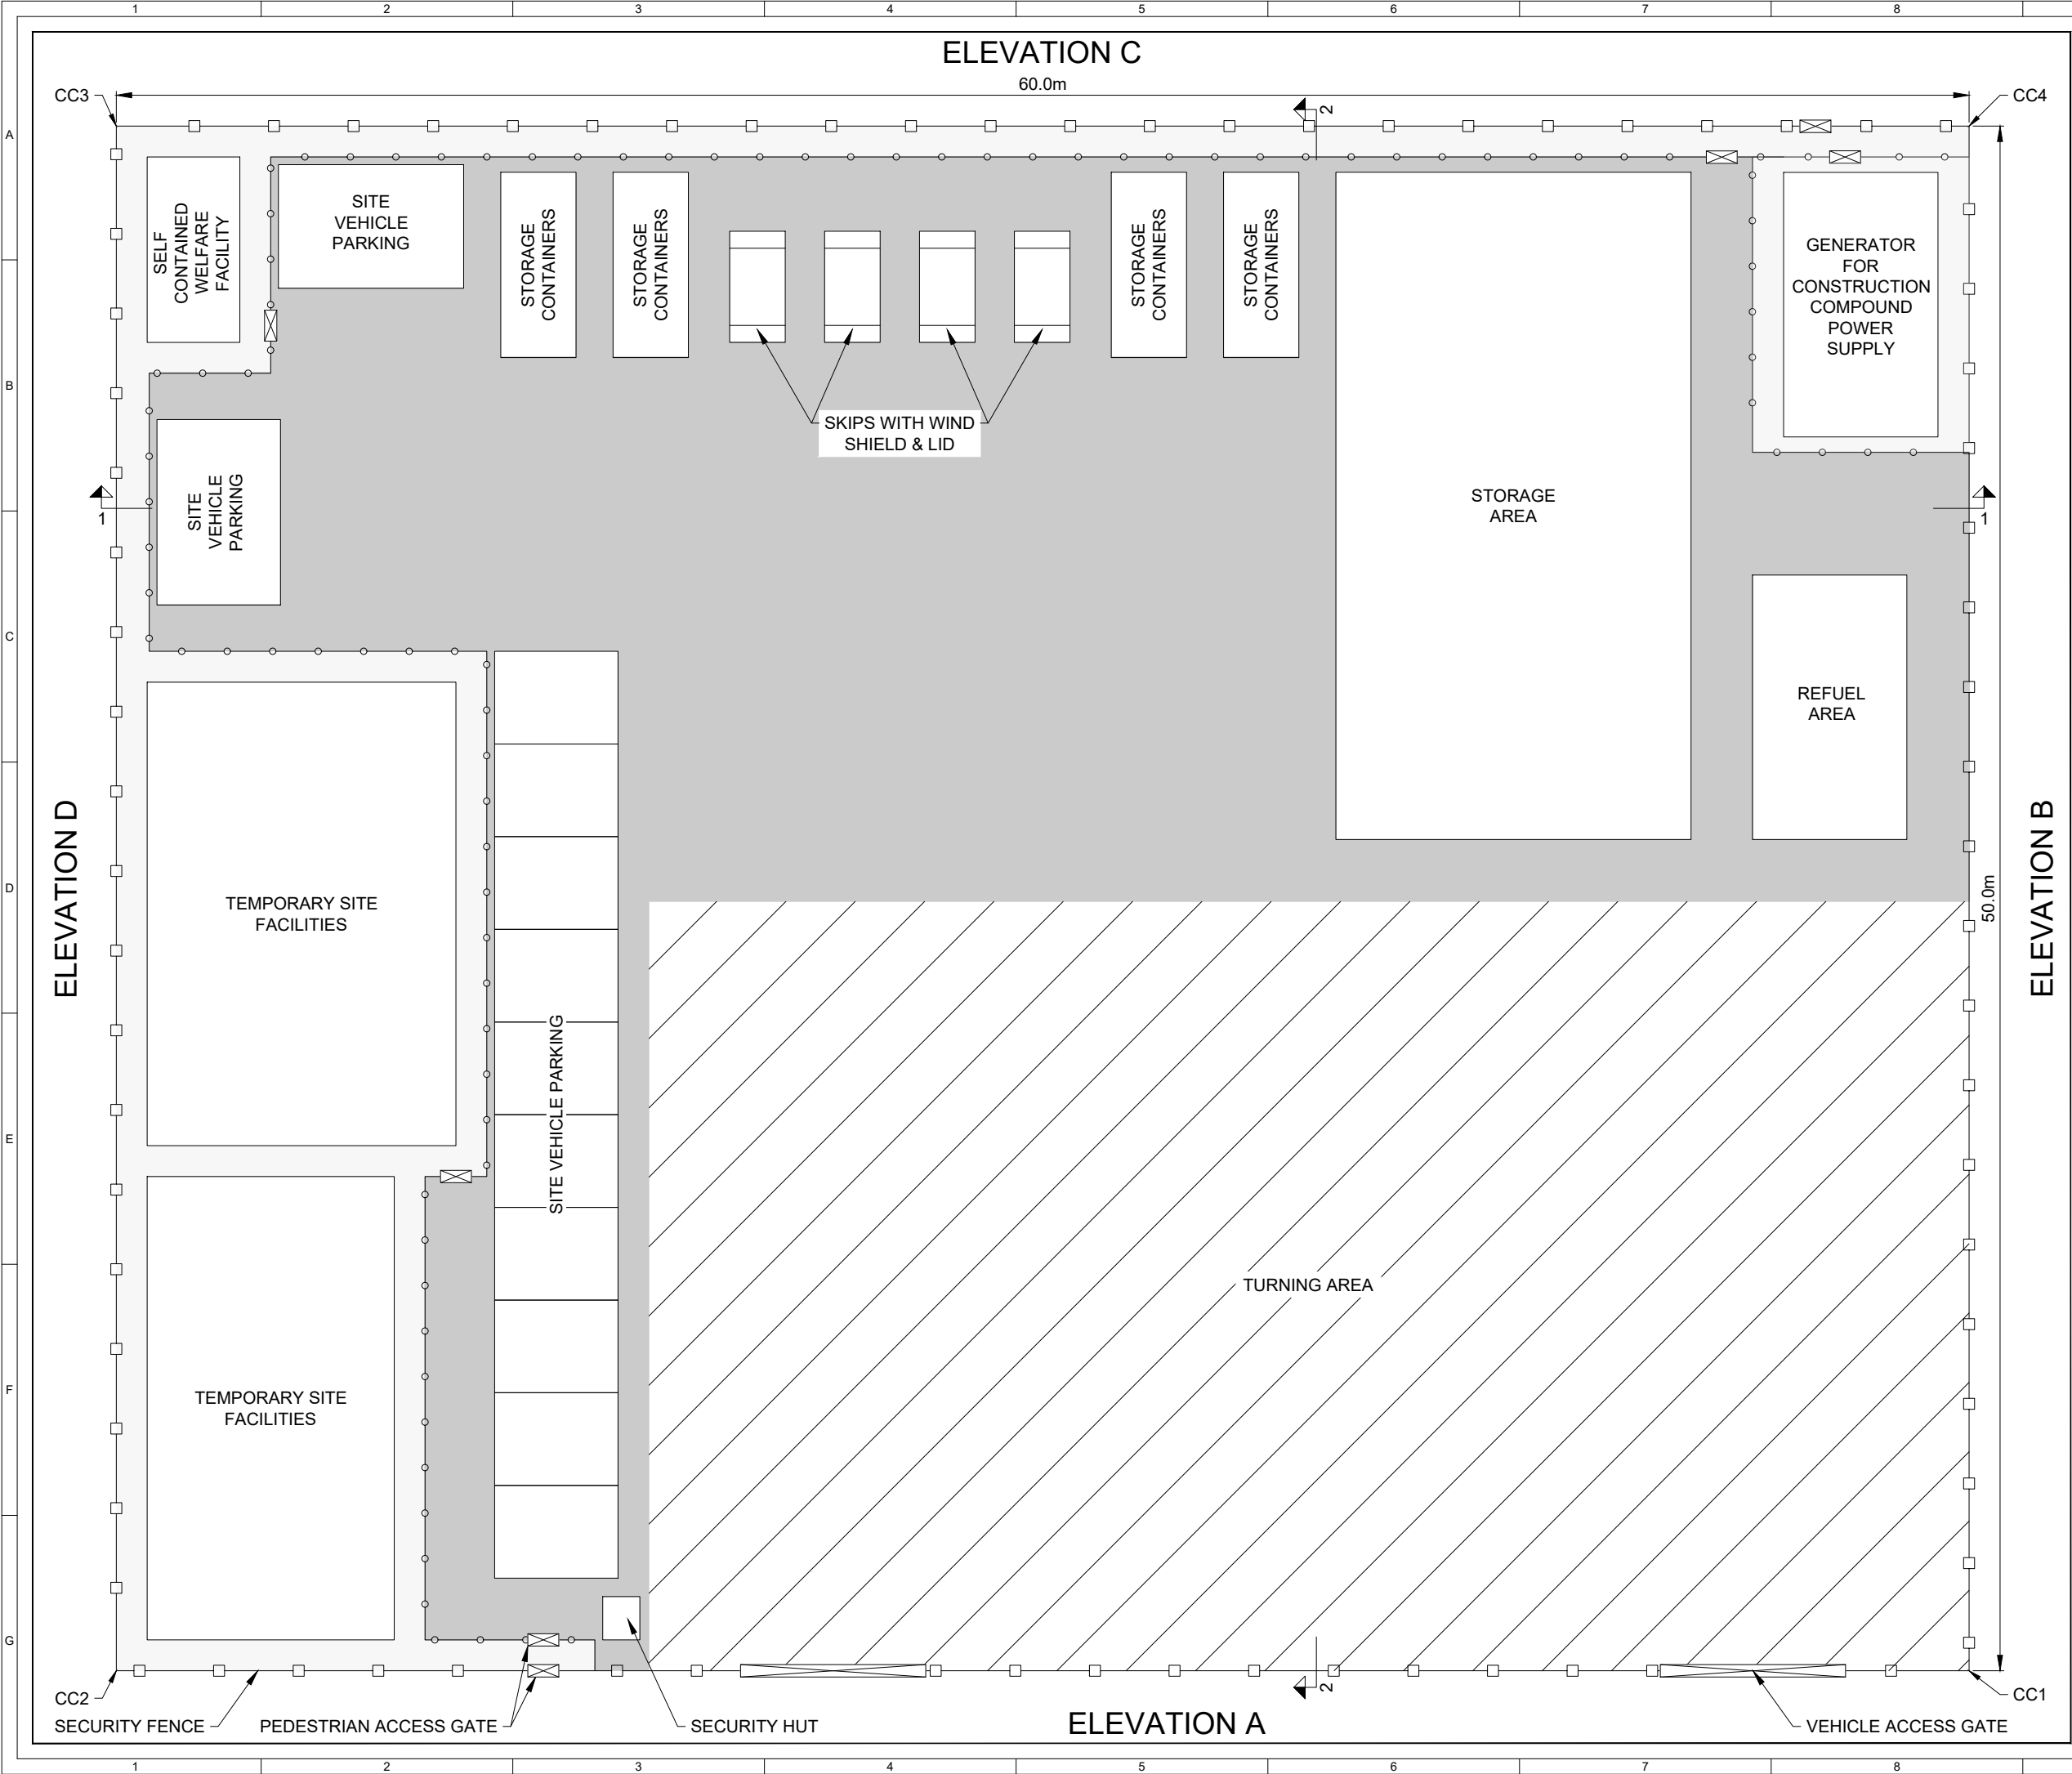 1 2 3 4 5 6 7 8
ELEVATION C
60.0m
CC3
CC4
2
A
B
C
D
E
F
G
SELF
CONTAINED
WELFARE
FACILITY
SITE
VEHICLE
PARKING
STORAGE
CONTAINERS
STORAGE
CONTAINERS
STORAGE
CONTAINERS
STORAGE
CONTAINERS
GENERATOR
FOR
CONSTRUCTION
COMPOUND
POWER
SUPPLY
SKIPS WITH WIND
SHIELD & LID
SITE
VEHICLE
PARKING
1
STORAGE
AREA
1
REFUEL
AREA
ELEVATION D
TEMPORARY SITE
FACILITIES
50.0m
ELEVATION B
SITE VEHICLE PARKING
TURNING AREA
TEMPORARY SITE
FACILITIES
2
CC2
CC1
SECURITY FENCE
PEDESTRIAN ACCESS GATE
SECURITY HUT
ELEVATION A
VEHICLE ACCESS GATE
1 2 3 4 5 6 7 8